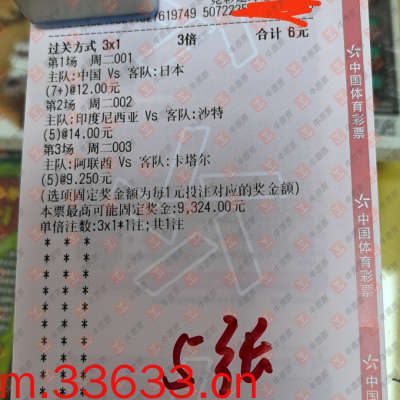 7619749 507222
过关方式 3x1 3倍 合计 6元
第1场 周二001
主队:中国 Vs 客队:日本
(7+)@12.00元
第2场 周二002
主队:印度尼西亚 Vs 客队:沙特
(5)@14.00元
第3场 周二003
主队:阿联酋 Vs 客队:卡塔尔
(5)@9.250元
(选项固定奖金额为每1元投注对应的奖金额)
本票最高可能固定奖金:9,324.00元
单倍注数:3x1*1注;共1注
* * *
* * *
* * *
* * *
* * *
* * *
* * *
* * *
* * *
中国体育彩票
中国体育彩票
中国体育彩票
5张
m.33633.cn